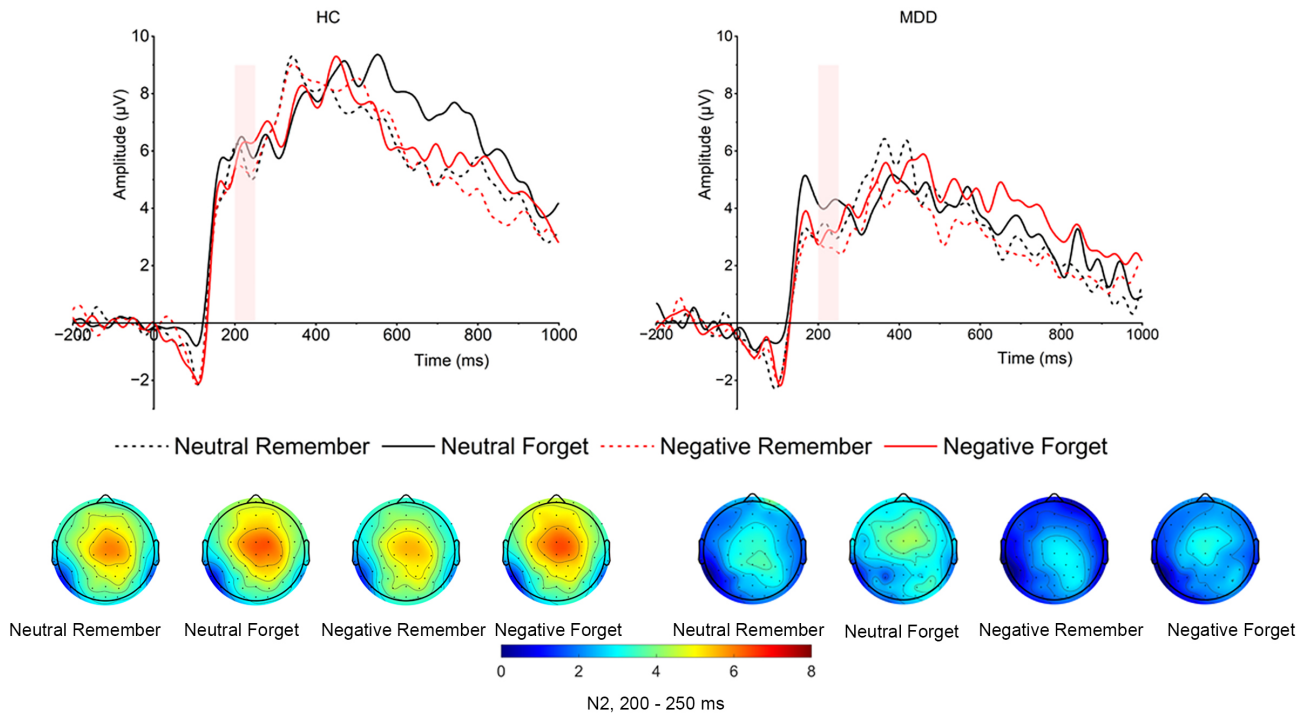 HC
MDD
10
8
6
4
2
−2
Amplitude (μV)
−200
0
200
400
600
800
1000
Time (ms)
10
8
6
4
2
−2
Amplitude (μV)
−200
0
200
400
600
800
1000
Time (ms)
Neutral Remember Neutral Forget Negative Remember Negative Forget
Neutral Remember Neutral Forget Negative Remember Negative Forget Neutral Remember Neutral Forget Negative Remember Negative Forget
0 2 4 6 8
N2, 200 - 250 ms